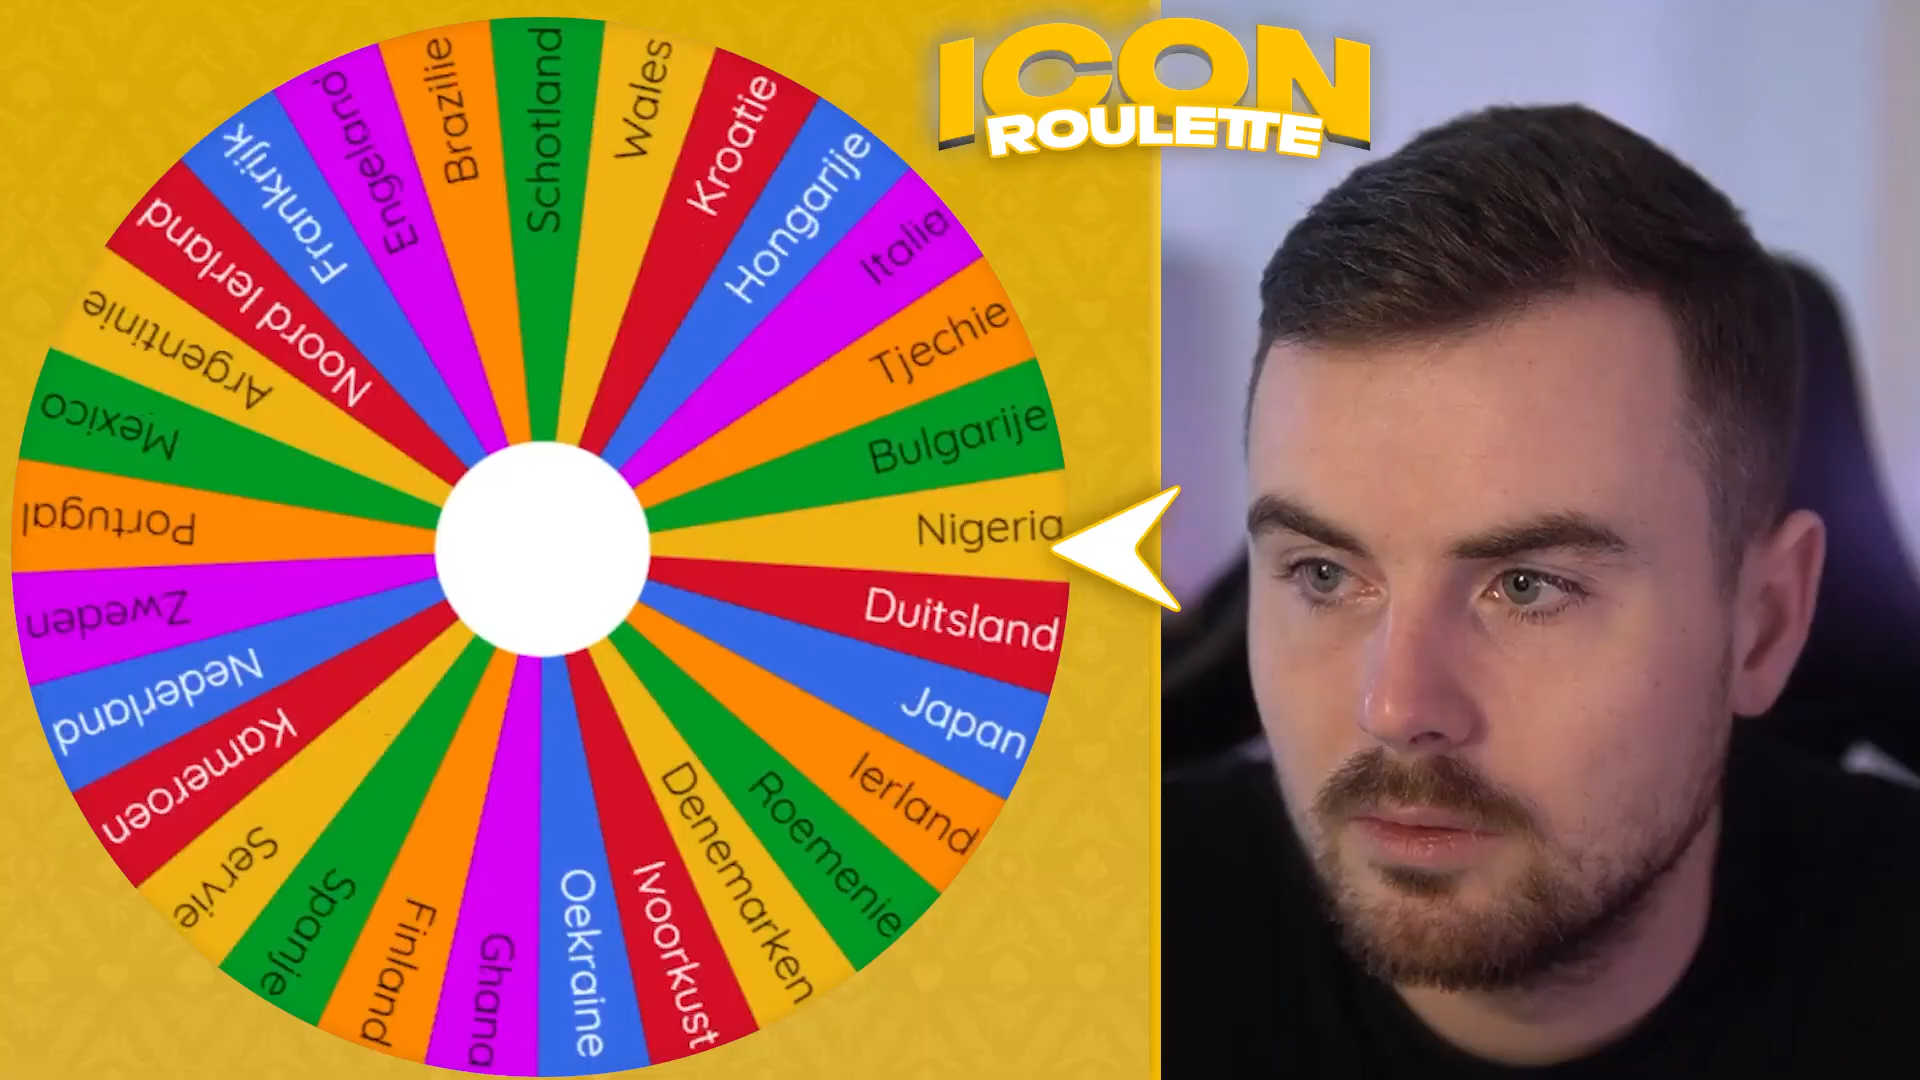 ICON
ROULETTE
Schotland
Wales
Kroatie
Hongarije
Italië
Tjechie
Bulgarije
Nigeria
Duitsland
Japan
Ierland
Roemenie
Denemarken
Ivoorkust
Oekraine
Ghana
Finland
Spanje
Servie
Kameroen
Nederland
Zweden
Portugal
Mexico
Argentinie
Noord Ierland
Frankrijk
Engeland
Brazilie